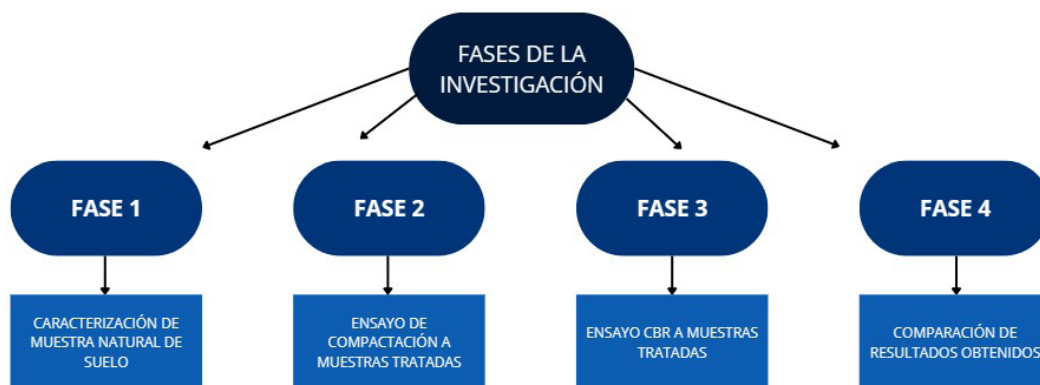 FASES DE LA
INVESTIGACIÓN
FASE 1
FASE 2
FASE 3
FASE 4
CARACTERIZACIÓN DE
MUESTRA NATURAL DE
SUELO
ENSAYO DE
COMPACTACIÓN A
MUESTRAS TRATADAS
ENSAYO CBR A MUESTRAS
TRATADAS
COMPARACIÓN DE
RESULTADOS OBTENIDOS